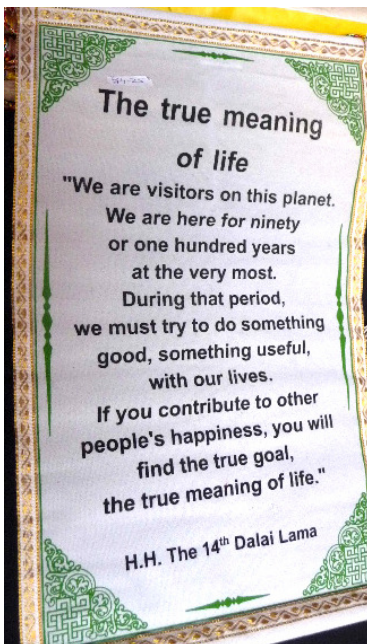 The true meaning
of life
"We are visitors on this planet.
We are here for ninety
or one hundred years
at the very most.
During that period,
we must try to do something
good, something useful,
with our lives.
If you contribute to other
people's happiness, you will
find the true goal,
the true meaning of life."
H.H. The 14th Dalai Lama